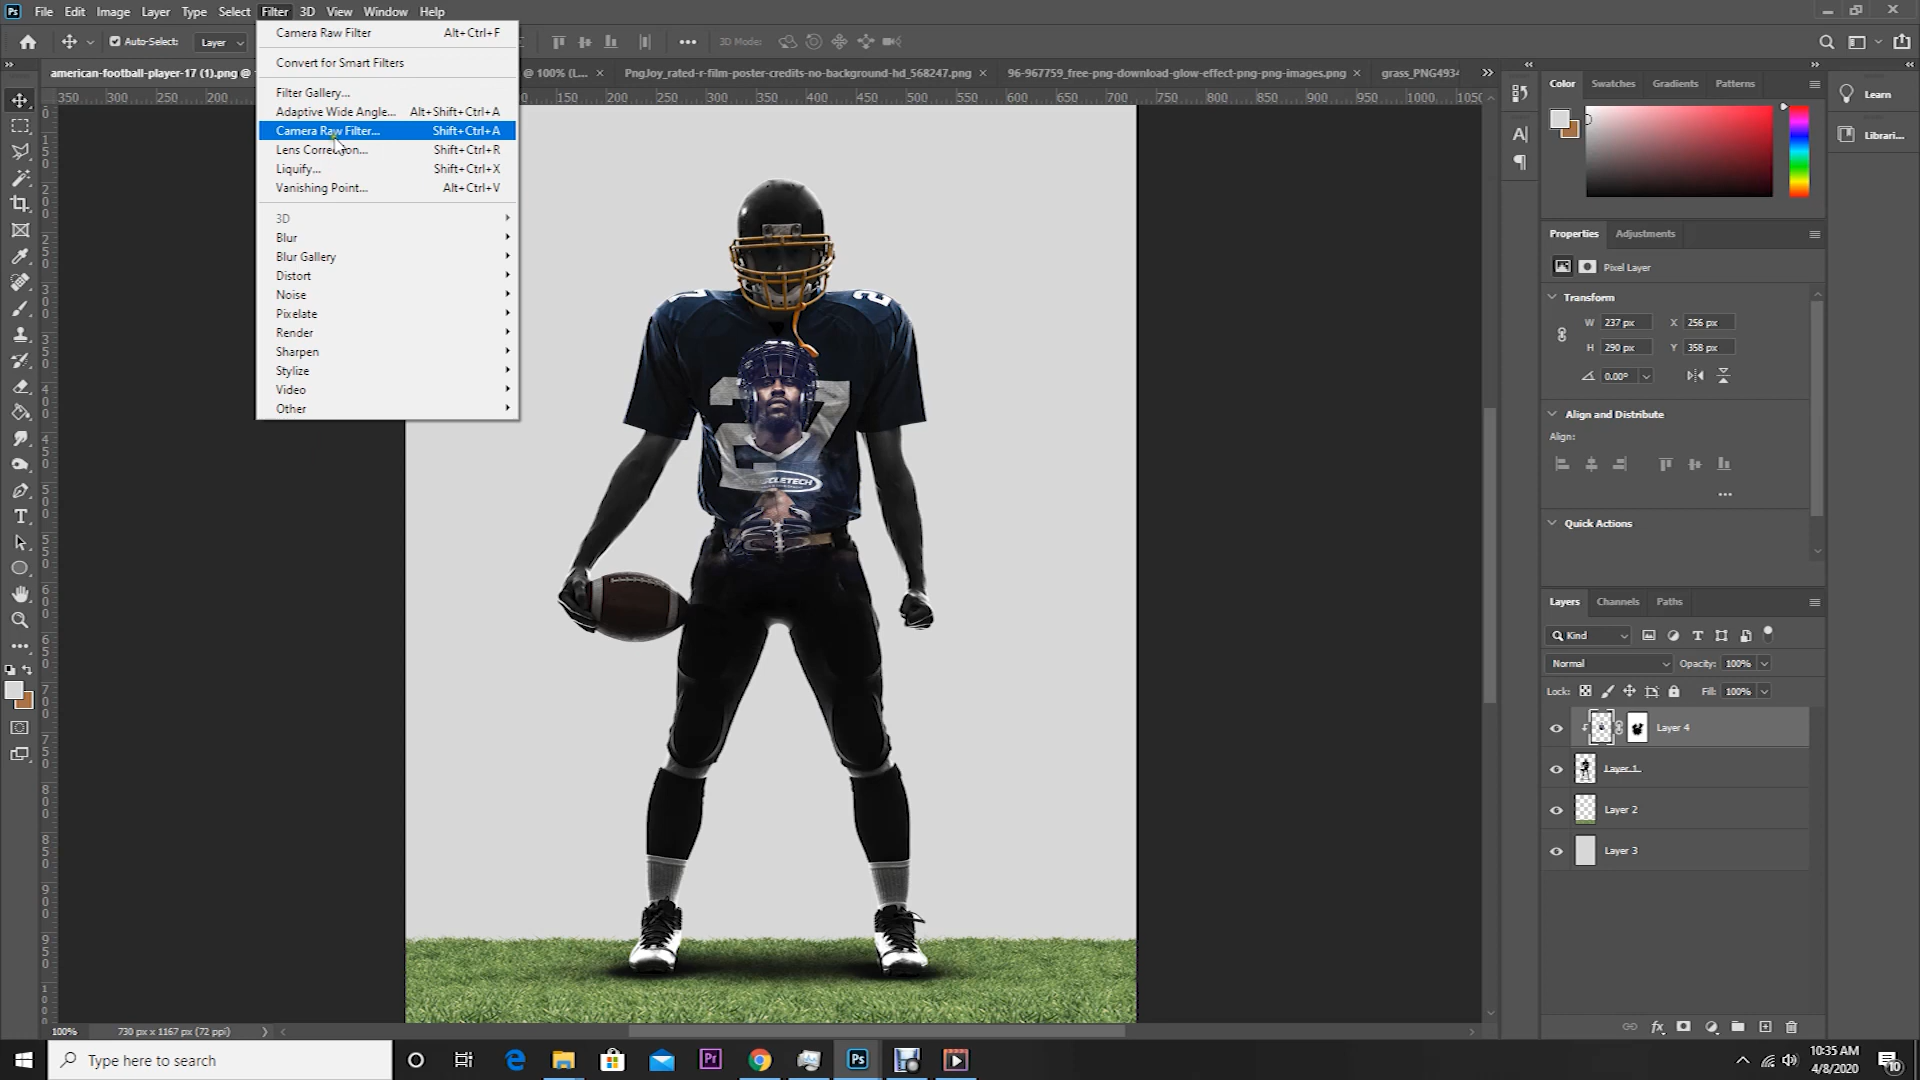 Ps File Edit Image Layer Type Select Filter 3D View Window Help
Auto-Select: Layer 3D Mode:
american-football-player-17 (1).png @
@ 100% (L...
PngJoy_rated-r-film-poster-credits-no-background-hd_568247.png
96-967759_free-png-download-glow-effect-png-png-images.png
grass_PNG4934
Camera Raw Filter Alt+Ctrl+F
Convert for Smart Filters
Filter Gallery...
Adaptive Wide Angle... Alt+Shift+Ctrl+A
Camera Raw Filter... Shift+Ctrl+A
Lens Correction... Shift+Ctrl+R
Liquify... Shift+Ctrl+X
Vanishing Point... Alt+Ctrl+V
3D
Blur
Blur Gallery
Distort
Noise
Pixelate
Render
Sharpen
Stylize
Video
Other
350 300 250 200
150 200 250 300 350 400 450 500 550 600 650 700 750 800 850 900 950 1000
27
Color Swatches Gradients Patterns
Learn
Librari...
Properties Adjustments
Pixel Layer
Transform
W 237 px X 256 px
H 290 px Y 358 px
0.00°
Align and Distribute
Align:
Quick Actions
Layers Channels Paths
Kind
Normal Opacity: 100%
Lock: Fill: 100%
Layer 4
Layer 1
Layer 2
Layer 3
100% 730 px x 1167 px (72 ppi)
Type here to search
Pr
Ps
10:35 AM
4/8/2020
10